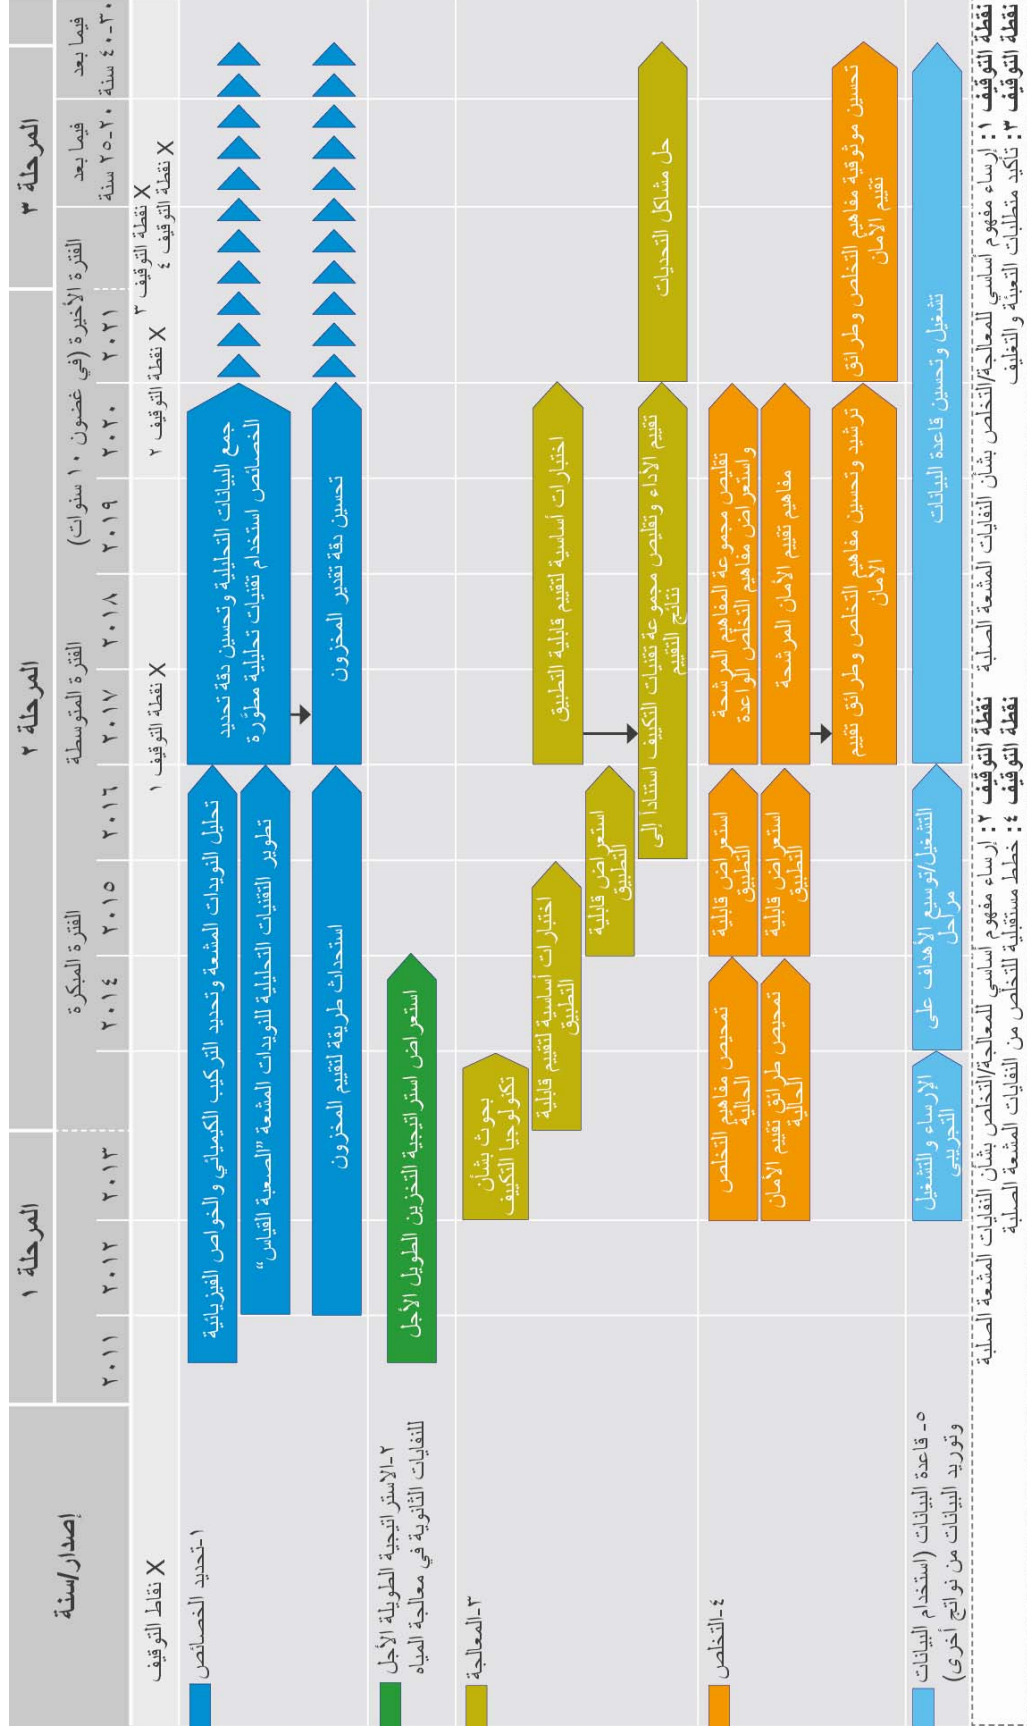 إصدار/سنة
المرحلة ١
المرحلة ٢
المرحلة ٣
الفترة المبكرة
الفترة المتوسطة
الفترة الأخيرة (في غضون ١٠ سنوات)
فيما بعد
٢٠-٢٥ سنة
فيما بعد
٣٠-٤٠ سنة
٢٠١١
٢٠١٢
٢٠١٣
٢٠١٤
٢٠١٥
٢٠١٦
٢٠١٧
٢٠١٨
٢٠١٩
٢٠٢٠
٢٠٢١
X نقاط التوقيف
X نقطة التوقيف ١
X نقطة التوقيف ٢
X نقطة التوقيف ٣
X نقطة التوقيف ٤
١-تحديد الخصائص
تحليل النويدات المشعة وتحديد التركيب الكيميائي والخواص الفيزيائية
تطوير التقنيات التحليلية للنويدات المشعة ”الصعبة القياس“
جمع البيانات التحليلية وتحسين دقة تحديد
الخصائص استخدام تقنيات تحليلية مطوَّرة
استحداث طريقة لتقييم المخزون
تحسين دقة تقدير المخزون
٢-الاستراتيجية الطويلة الأجل
للنفايات الثانوية في معالجة المياه
استعراض استراتيجية التخزين الطويل الأجل
٣-المعالجة
بحوث بشأن
تكنولوجيا التكييف
اختبارات أساسية لتقييم قابلية
التطبيق
استعراض قابلية
التطبيق
اختبارات أساسية لتقييم قابلية التطبيق
تقييم الأداء وتقليص مجموعة تقنيات التكييف استنادا إلى
نتائج التقييم
حل مشاكل التحديات
٤-التخلص
تمحيص مفاهيم التخلص
الحالية
تمحيص طرائق تقييم الأمان
الحالية
استعراض قابلية
التطبيق
استعراض قابلية
التطبيق
تقليص مجموعة المفاهيم المرشحة
واستعراض مفاهيم التخلّص الواعدة
مفاهيم تقييم الأمان المرشحة
ترشيد وتحسين مفاهيم التخلص وطرائق تقييم
الأمان
تحسين موثوقية مفاهيم التخلص وطرائق
تقييم الأمان
٥- قاعدة البيانات (استخدام البيانات
وتوريد البيانات من نواتج أخرى)
الإرساء والتشغيل
التجريبي
التشغيل/توسيع الأهداف على
مراحل
تشغيل وتحسين قاعدة البيانات
نقطة التوقيف ١: إرساء مفهوم أساسي للمعالجة/التخلص بشأن النفايات المشعة الصلبة
نقطة التوقيف ٢: إرساء مفهوم أساسي للمعالجة/التخلص بشأن النفايات المشعة الصلبة
نقطة التوقيف ٣: تأكيد متطلبات التعبئة والتغليف
نقطة التوقيف ٤: خطط مستقبلية للتخلص من النفايات المشعة الصلبة